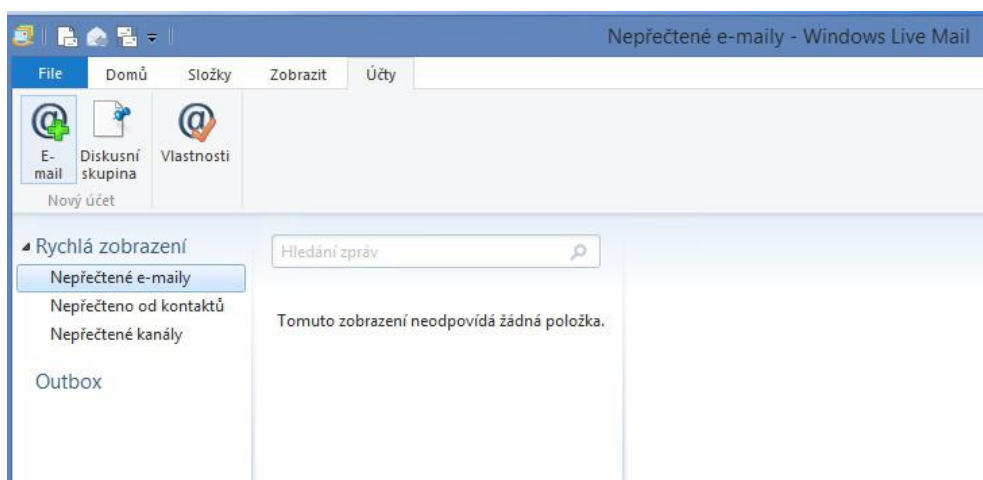 Nepřečtené e-maily - Windows Live Mail
File Domů Složky Zobrazit Účty
E-
mail
Diskusní
skupina
Vlastnosti
Nový účet
Rychlá zobrazení
Nepřečtené e-maily
Nepřečteno od kontaktů
Nepřečtené kanály
Outbox
Hledání zpráv
Tomuto zobrazení neodpovídá žádná položka.